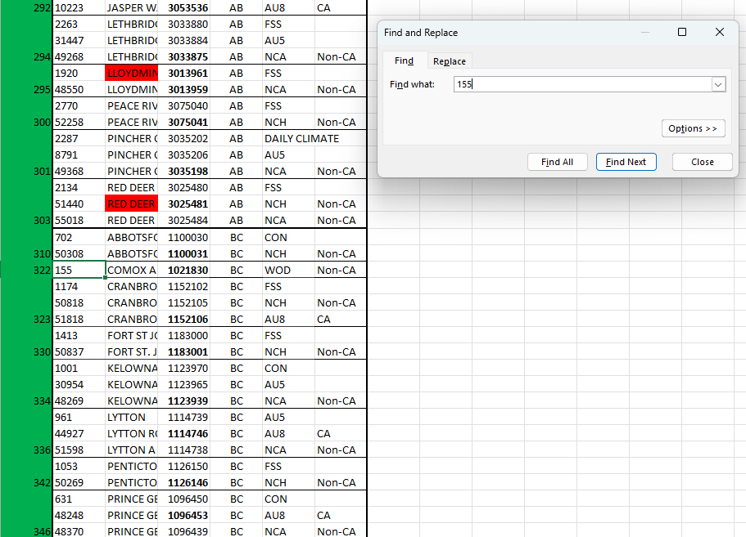 292 10223 JASPER WA 3053536 AB AU8 CA
2263 LETHBRIDG 3033880 AB FSS
31447 LETHBRIDG 3033884 AB AU5
294 49268 LETHBRIDG 3033875 AB NCA Non-CA
1920 LLOYDMIN 3013961 AB FSS
295 48550 LLOYDMIN 3013959 AB NCA Non-CA
2770 PEACE RIV 3075040 AB FSS
300 52258 PEACE RIV 3075041 AB NCH Non-CA
2287 PINCHER C 3035202 AB DAILY CLIMATE
8791 PINCHER C 3035206 AB AU5
301 49368 PINCHER C 3035198 AB NCA Non-CA
2134 RED DEER 3025480 AB FSS
51440 RED DEER 3025481 AB NCH Non-CA
303 55018 RED DEER 3025484 AB NCA Non-CA
702 ABBOTSFO 1100030 BC CON
310 50308 ABBOTSFO 1100031 BC NCH Non-CA
322 155 COMOX A 1021830 BC WOD Non-CA
1174 CRANBRO 1152102 BC FSS
50818 CRANBRO 1152105 BC NCH Non-CA
323 51818 CRANBRO 1152106 BC AU8 CA
1413 FORT ST JO 1183000 BC FSS
330 50837 FORT ST. J 1183001 BC NCH Non-CA
1001 KELOWNA 1123970 BC CON
30954 KELOWNA 1123965 BC AU5
334 48269 KELOWNA 1123939 BC NCA Non-CA
961 LYTTON 1114739 BC AU5
44927 LYTTON RC 1114746 BC AU8 CA
336 51598 LYTTON A 1114738 BC NCA Non-CA
1053 PENTICTO 1126150 BC FSS
342 50269 PENTICTO 1126146 BC NCH Non-CA
631 PRINCE GE 1096450 BC CON
48248 PRINCE GE 1096453 BC AU8 CA
346 48370 PRINCE GE 1096439 BC NCA Non-CA
Find and Replace
Find Replace
Find what: 155
Options >>
Find All Find Next Close